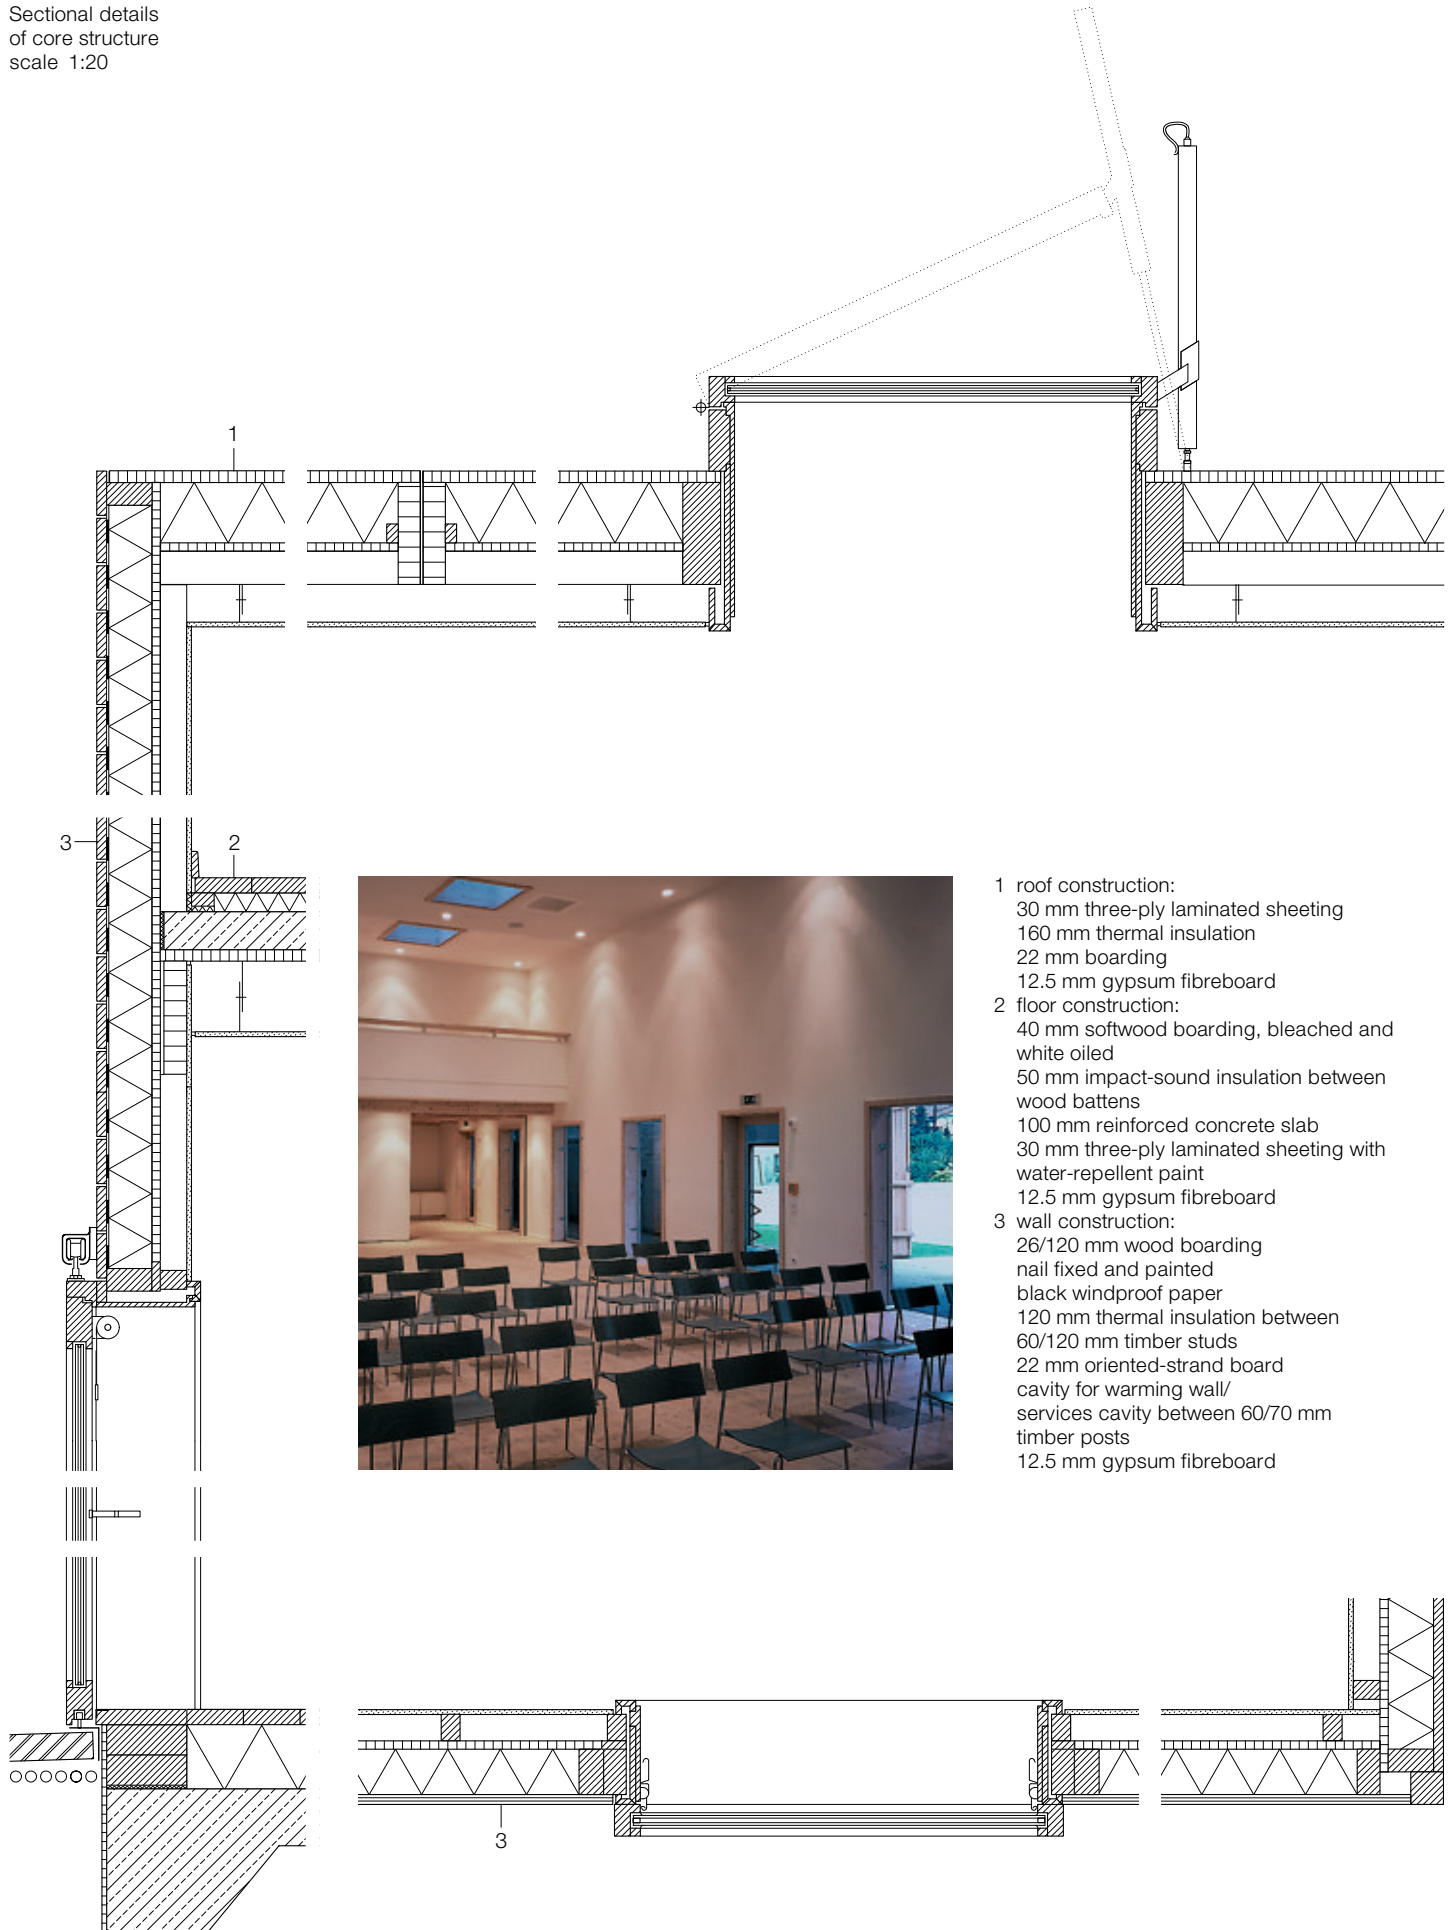 Sectional details
of core structure
scale 1:20
1
3
2
1 roof construction:
30 mm three-ply laminated sheeting
160 mm thermal insulation
22 mm boarding
12.5 mm gypsum fibreboard
2 floor construction:
40 mm softwood boarding, bleached and
white oiled
50 mm impact-sound insulation between
wood battens
100 mm reinforced concrete slab
30 mm three-ply laminated sheeting with
water-repellent paint
12.5 mm gypsum fibreboard
3 wall construction:
26/120 mm wood boarding
nail fixed and painted
black windproof paper
120 mm thermal insulation between
60/120 mm timber studs
22 mm oriented-strand board
cavity for warming wall/
services cavity between 60/70 mm
timber posts
12.5 mm gypsum fibreboard
3